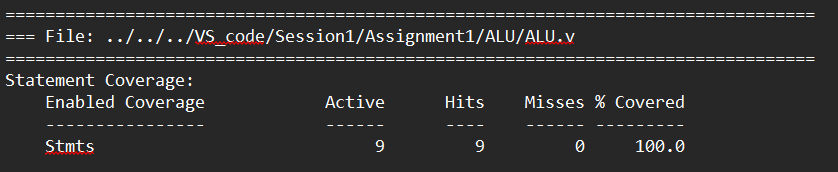 =================================================================================
=== File: ../../../VS_code/Session1/Assignment1/ALU/ALU.v
=================================================================================
Statement Coverage:
    Enabled Coverage            Active      Hits    Misses % Covered
    ----------------            ------      ----    ------ ---------
    Stmts                            9         9         0     100.0